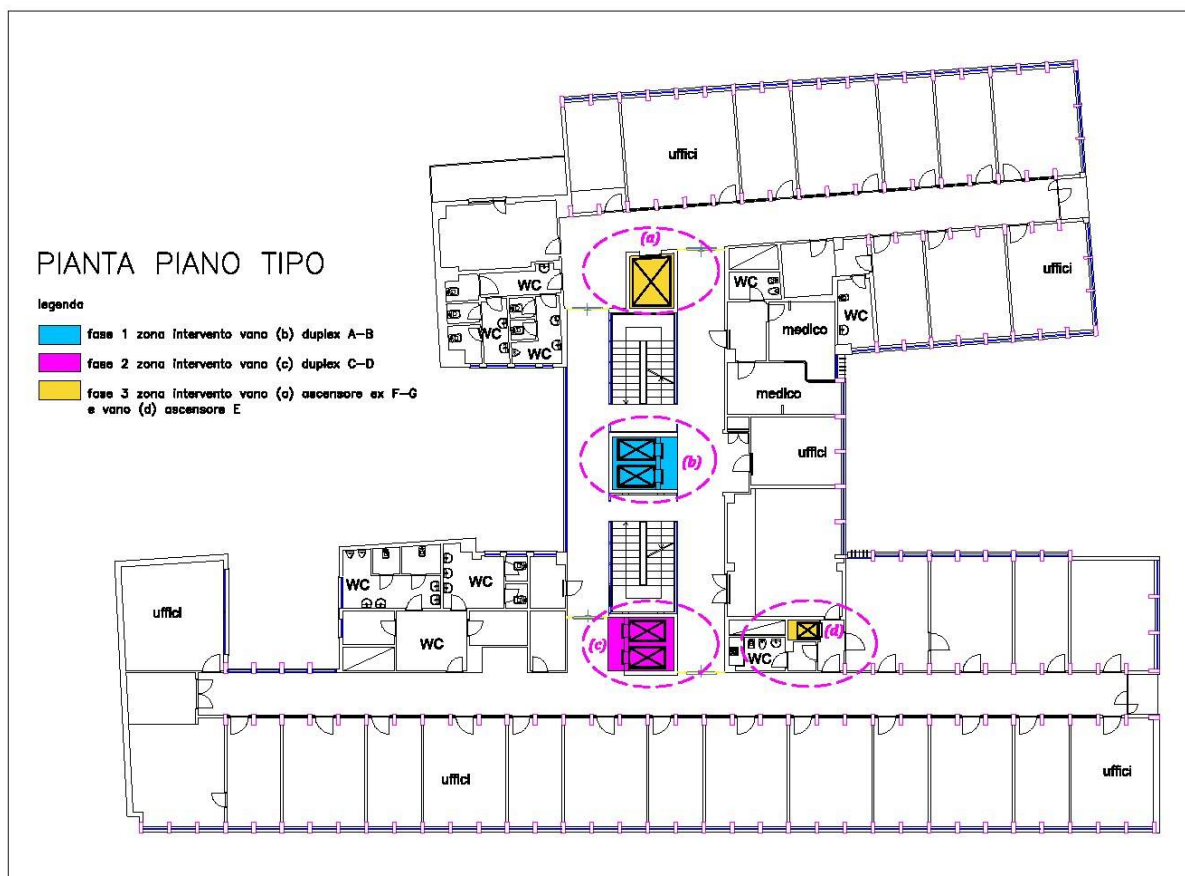 uffici
(a)
PIANTA PIANO TIPO
uffici
WC
WC
legenda
WC
WC
fase 1 zona intervento vano (b) duplex A-B
medico
WC
fase 2 zona intervento vano (c) duplex C-D
fase 3 zona intervento vano (a) ascensore ex F-G
e vano (d) ascensore E
medico
uffici
(b)
WC
WC
uffici
(d)
WC
(c)
WC
uffici
uffici